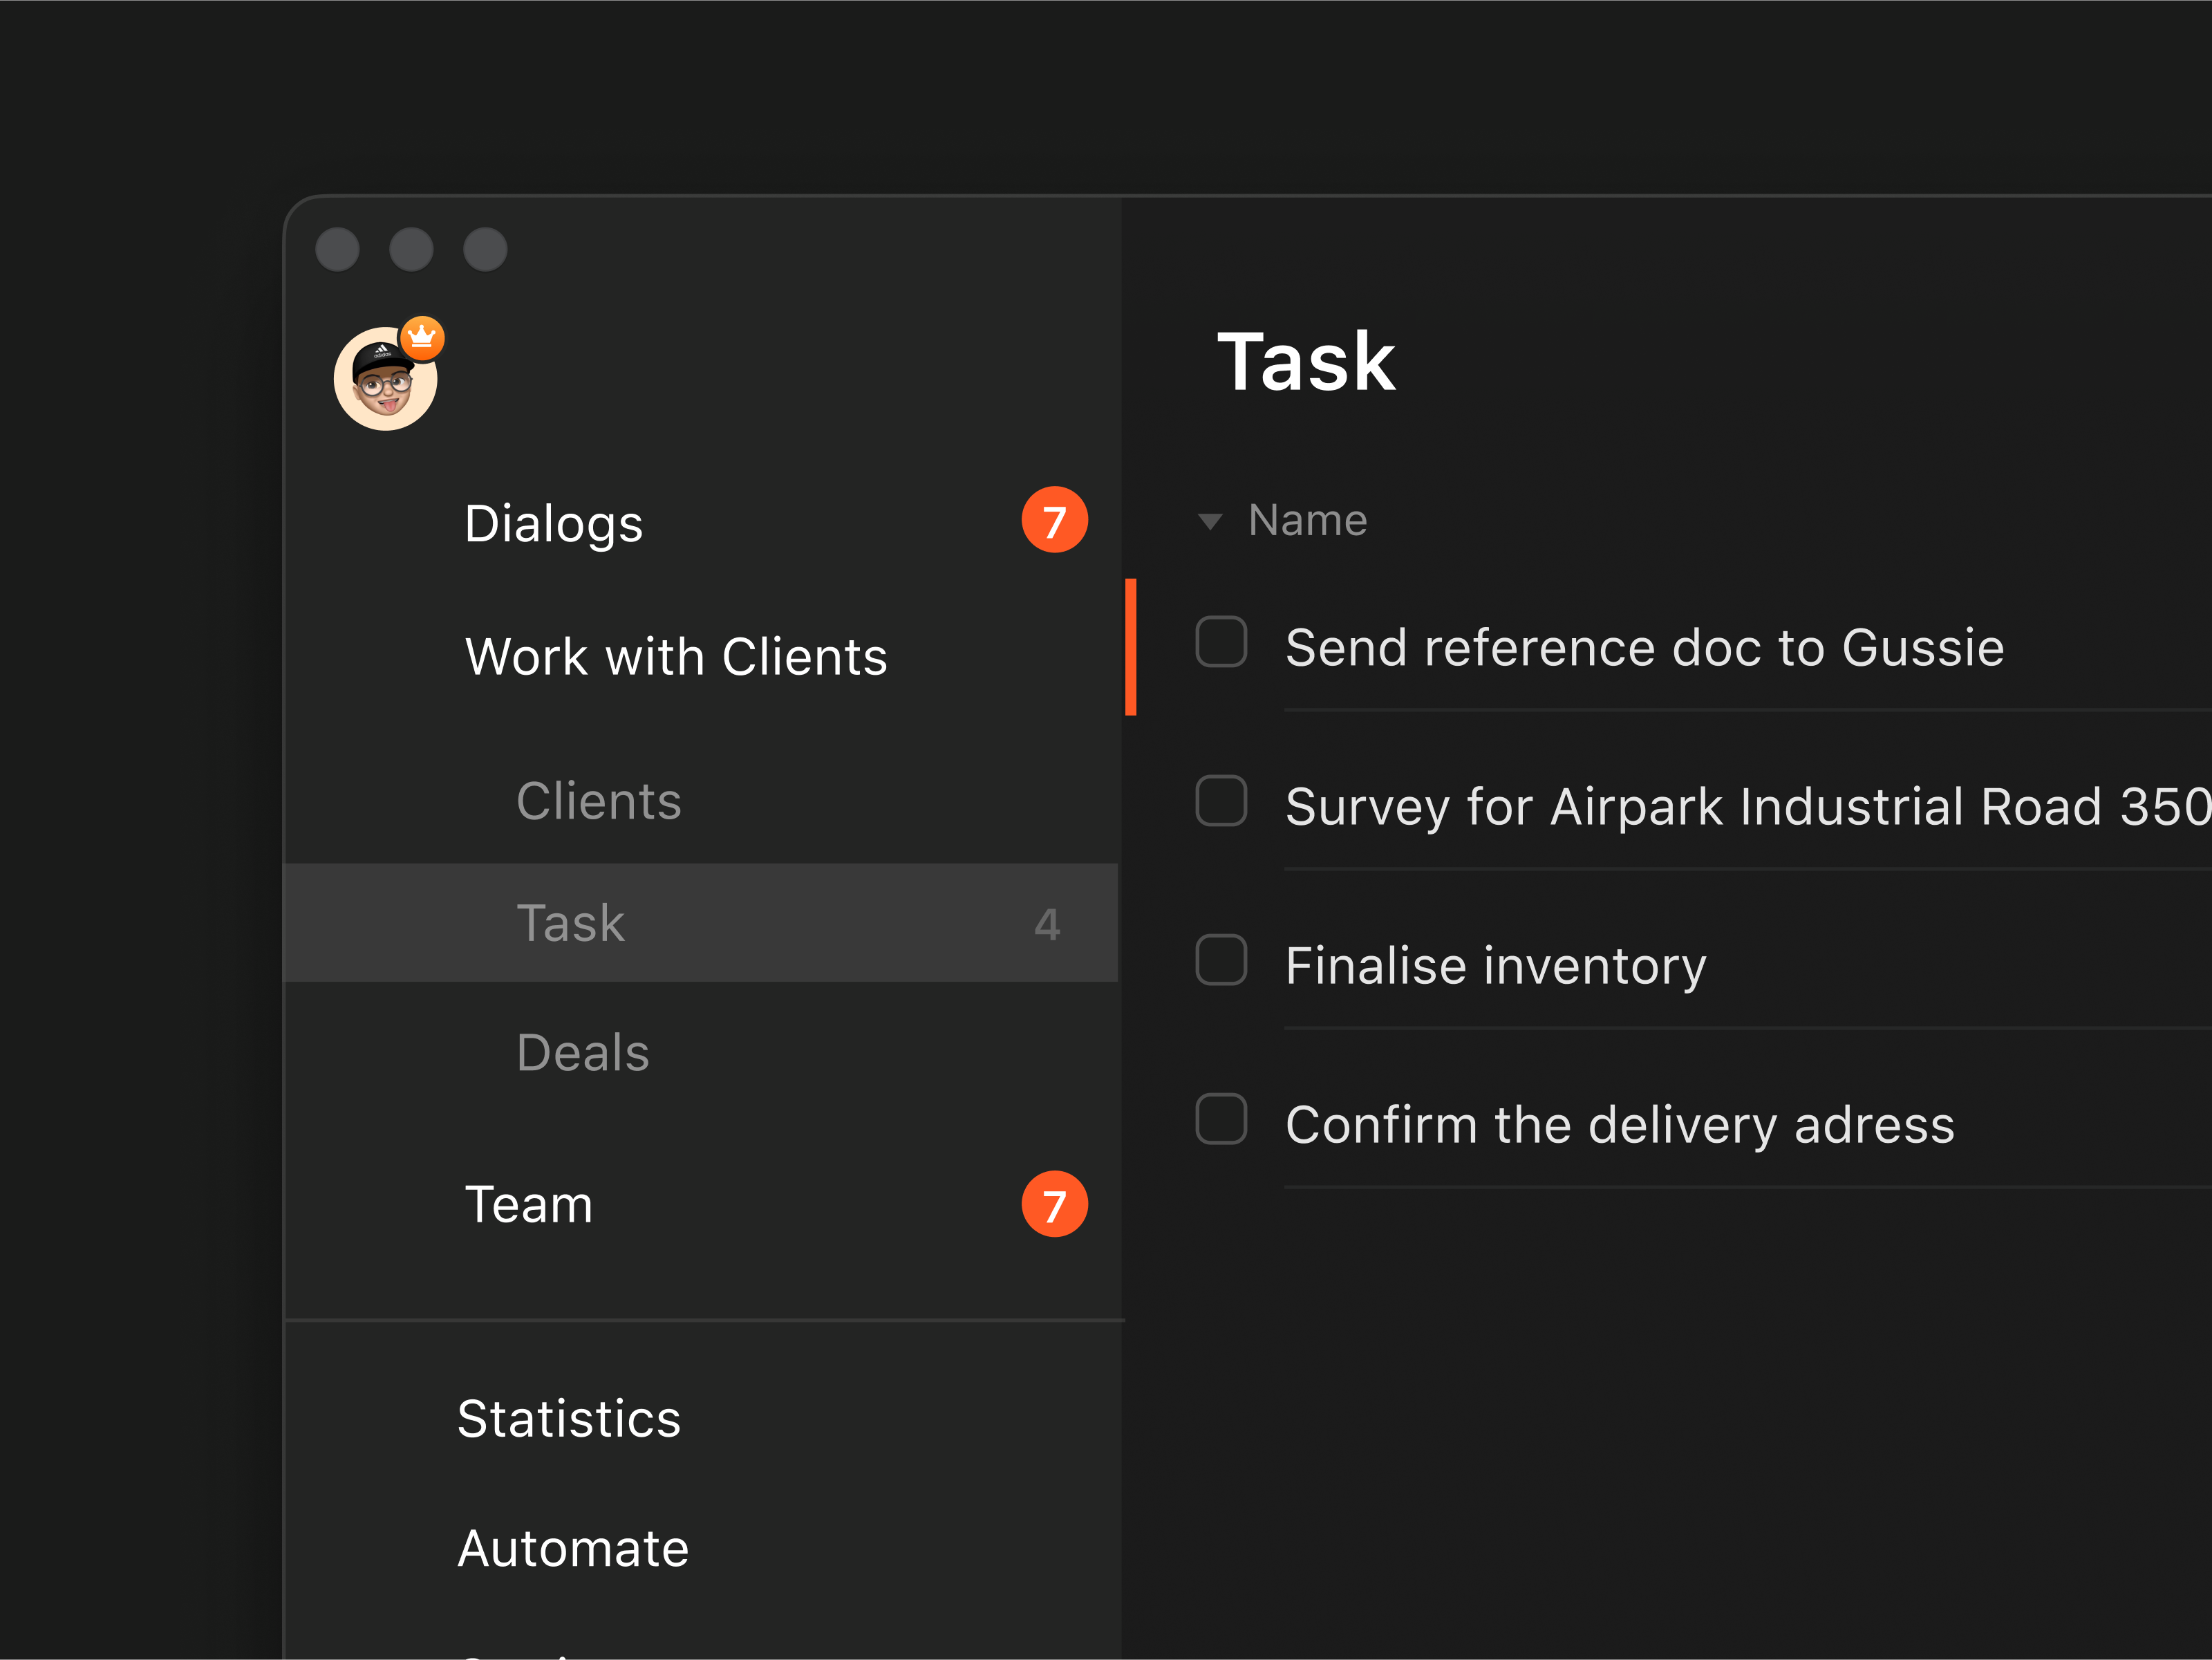 adidas
Dialogs 7
Work with Clients
Clients
Task 4
Deals
Team 7
Statistics
Automate
Task
Name
Send reference doc to Gussie
Survey for Airpark Industrial Road 350
Finalise inventory
Confirm the delivery adress